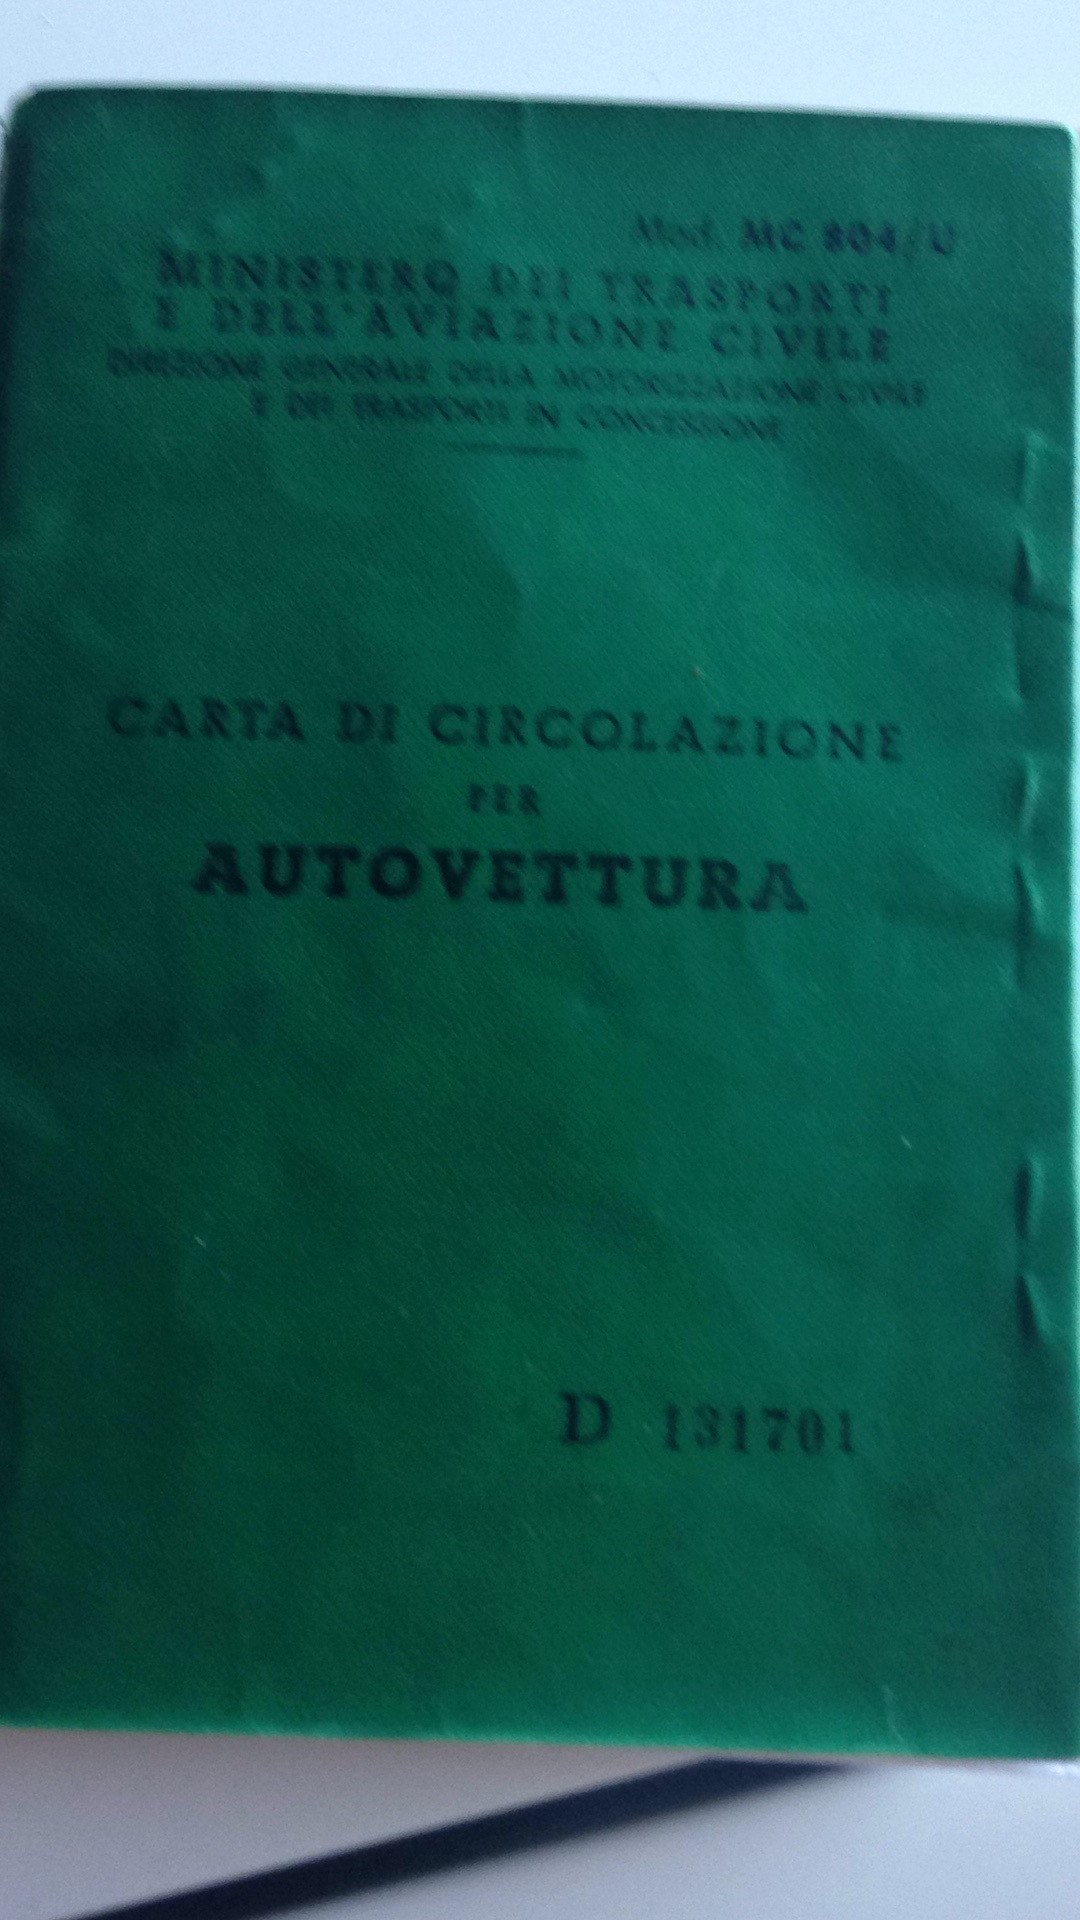 Mod. MC 804/U
MINISTERO DEI TRASPORTI
E DELL'AVIAZIONE CIVILE
DIREZIONE GENERALE DELLA MOTORIZZAZIONE CIVILE
E DEI TRASPORTI IN CONCESSIONE
CARTA DI CIRCOLAZIONE
PER
AUTOVETTURA
D 131701